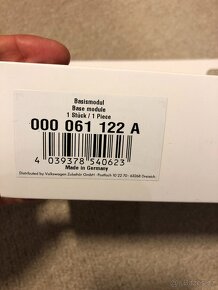 Basismodul
Base module
1 Stück / 1 Piece
000 061 122 A
4 039378 540623
Made in Germany
Distributed by Volkswagen Zubehör GmbH · Postfach 10 22 70 · 63268 Dreieich